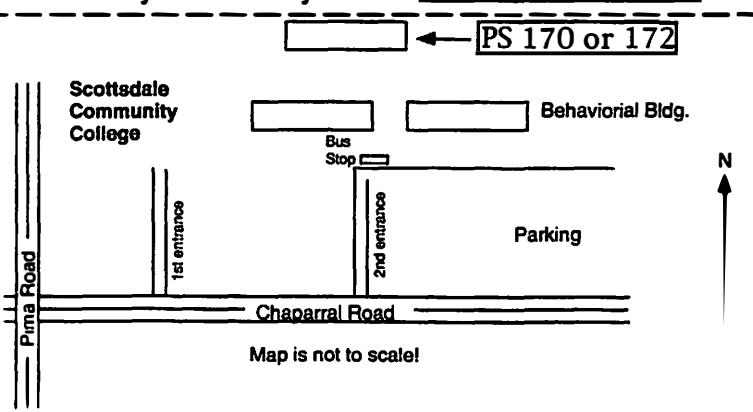 PS 170 or 172
Scottsdale
Community
College
Behaviorial Bldg.
Bus
Stop
N
1st entrance
2nd entrance
Parking
Pima Road
Chaparral Road
Map is not to scale!